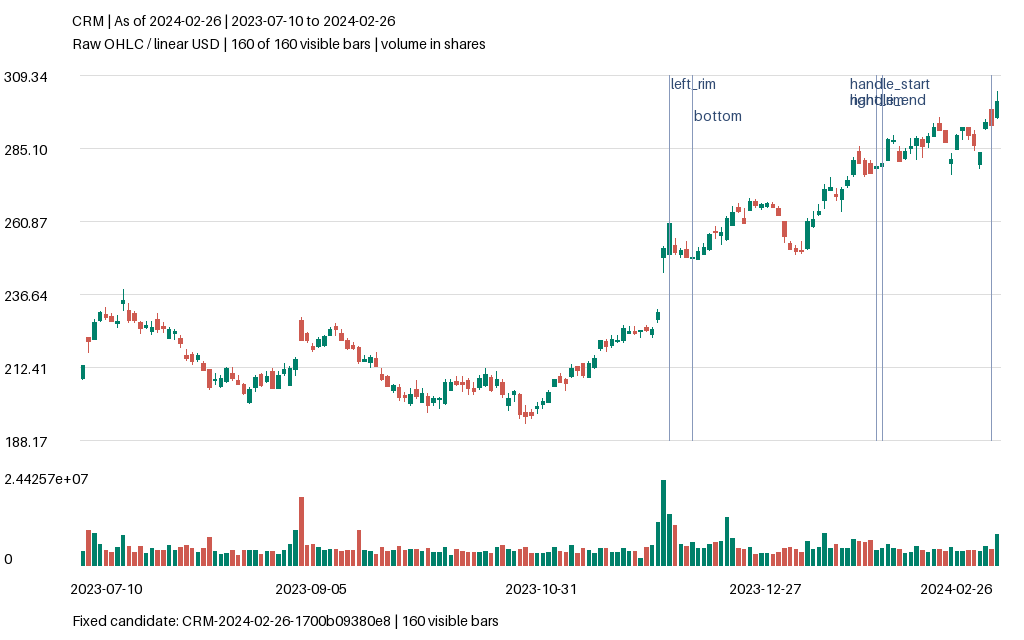 CRM | As of 2024-02-26 | 2023-07-10 to 2024-02-26
Raw OHLC / linear USD | 160 of 160 visible bars | volume in shares
309.34
left_rim
handle_start
handle_end
bottom
285.10
260.87
236.64
212.41
188.17
2.44257e+07
0
2023-07-10
2023-09-05
2023-10-31
2023-12-27
2024-02-26
Fixed candidate: CRM-2024-02-26-1700b09380e8 | 160 visible bars